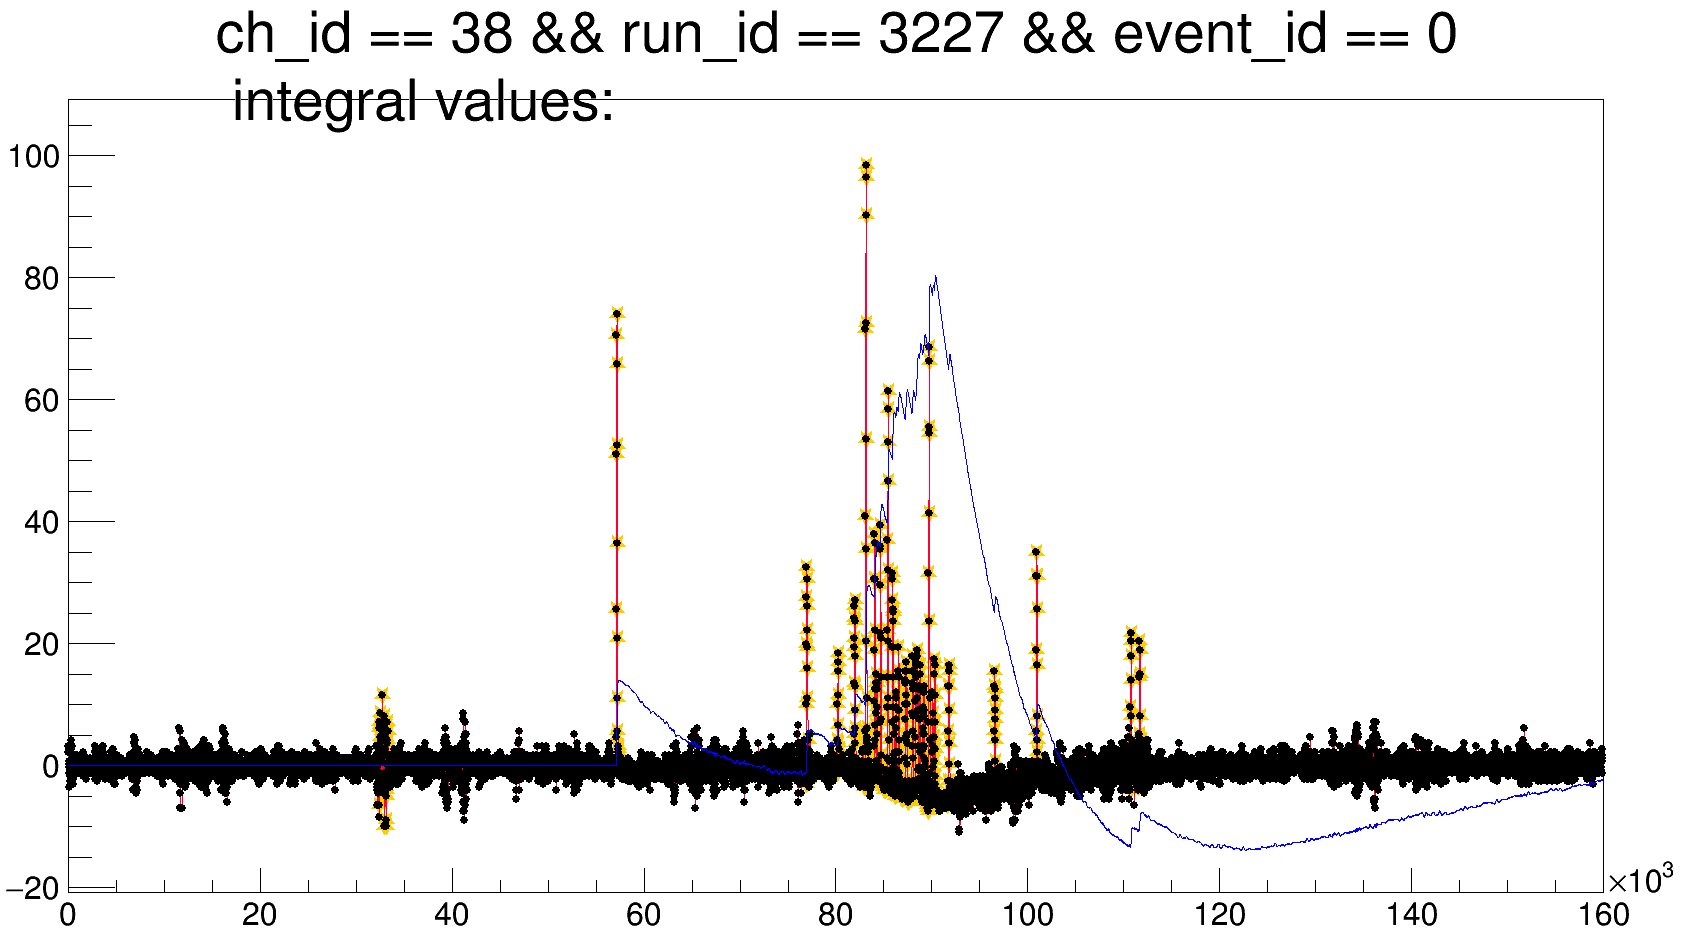 ch_id == 38 && run_id == 3227 && event_id == 0
integral values:
100
80
60
40
20
0
−20
0 20 40 60 80 100 120 140 160
×10³